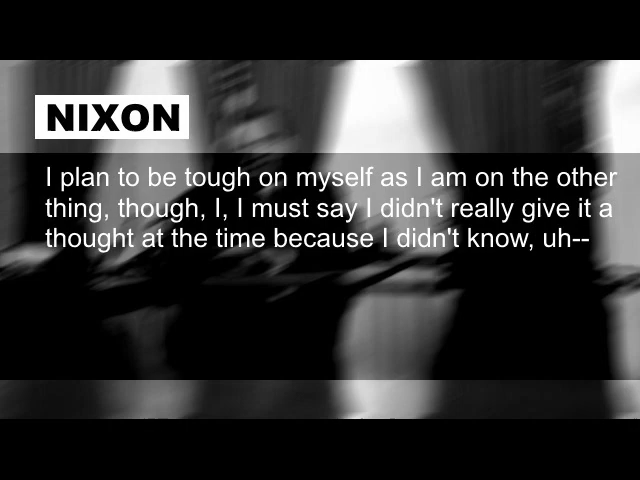 NIXON
I plan to be tough on myself as I am on the other
thing, though, I, I must say I didn't really give it a
thought at the time because I didn't know, uh--